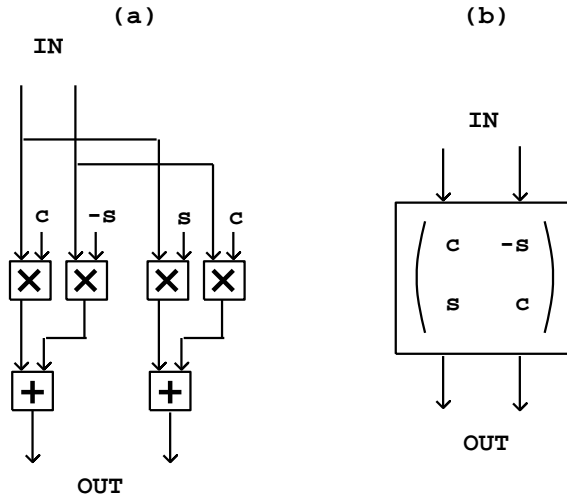 (a)
IN
c -s s c
× × × ×
+ +
OUT
(b)
IN
c -s
s c
OUT